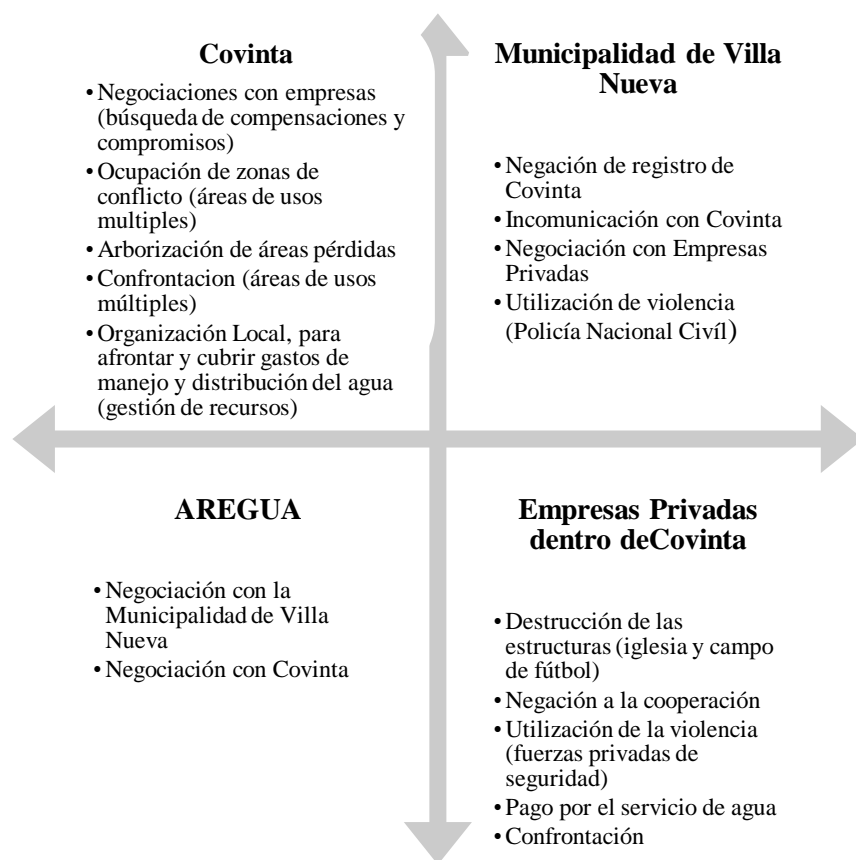 Covinta
•Negociaciones con empresas
(búsqueda de compensaciones y
compromisos)
•Ocupación de zonas de
conflicto (áreas de usos
multiples)
•Arborización de áreas pérdidas
•Confrontacion (áreas de usos
múltiples)
•Organización Local, para
afrontar y cubrir gastos de
manejo y distribución del agua
(gestión de recursos)
Municipalidad de Villa
Nueva
•Negación de registro de
Covinta
•Incomunicación con Covinta
•Negociación con Empresas
Privadas
•Utilización de violencia
(Policía Nacional Civíl)
AREGUA
•Negociación con la
Municipalidad de Villa
Nueva
•Negociación con Covinta
Empresas Privadas
dentro deCovinta
•Destrucción de las
estructuras (iglesia y campo
de fútbol)
•Negación a la cooperación
•Utilización de la violencia
(fuerzas privadas de
seguridad)
•Pago por el servicio de agua
•Confrontación